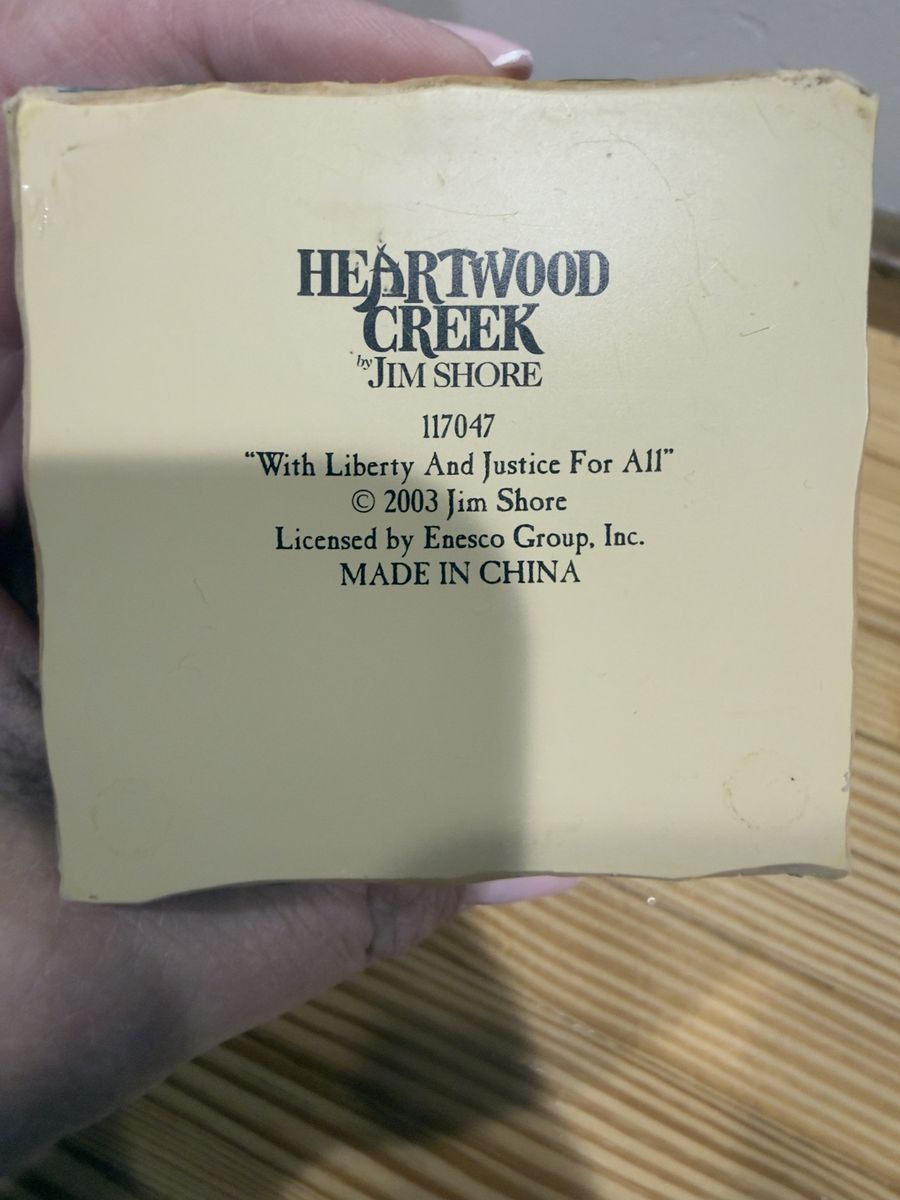 HEARTWOOD
CREEK
by JIM SHORE
117047
“With Liberty And Justice For All”
© 2003 Jim Shore
Licensed by Enesco Group, Inc.
MADE IN CHINA